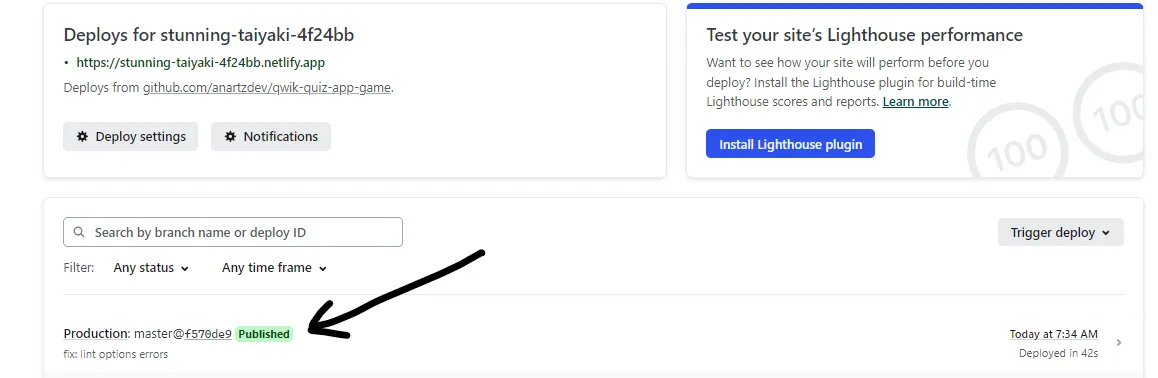 Deploys for stunning-taiyaki-4f24bb
• https://stunning-taiyaki-4f24bb.netlify.app
Deploys from github.com/anartzdev/qwik-quiz-app-game.
Deploy settings
Notifications
Test your site’s Lighthouse performance
Want to see how your site will perform before you
deploy? Install the Lighthouse plugin for build-time
Lighthouse scores and reports. Learn more.
Install Lighthouse plugin
100
100
Search by branch name or deploy ID
Trigger deploy
Filter: Any status Any time frame
Production: master@f570de9 Published
fix: lint options errors
Today at 7:34 AM
Deployed in 42s